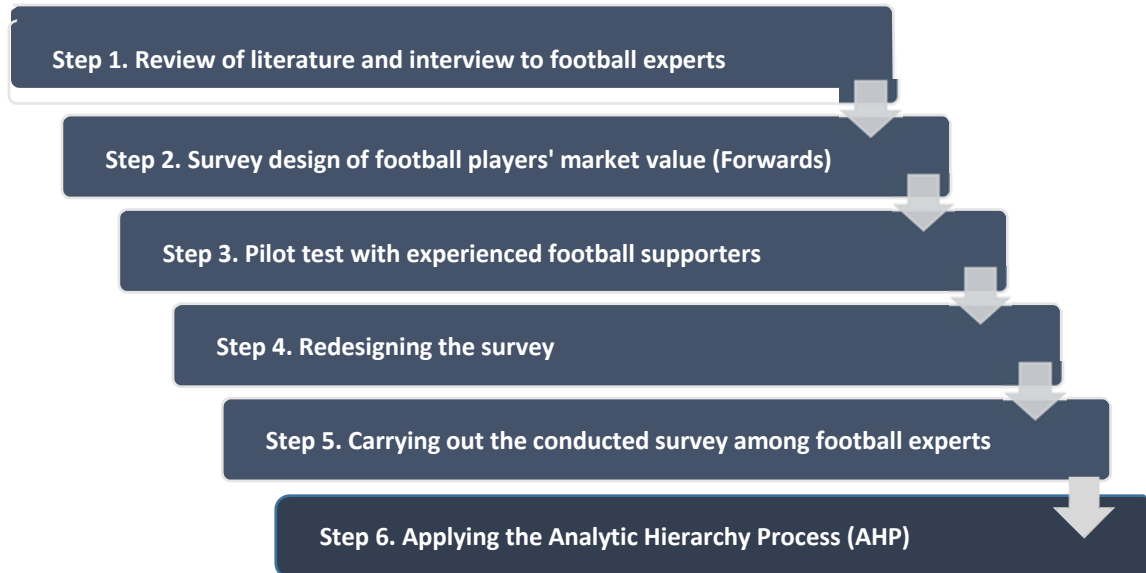 Step 1. Review of literature and interview to football experts
Step 2. Survey design of football players' market value (Forwards)
Step 3. Pilot test with experienced football supporters
Step 4. Redesigning the survey
Step 5. Carrying out the conducted survey among football experts
Step 6. Applying the Analytic Hierarchy Process (AHP)